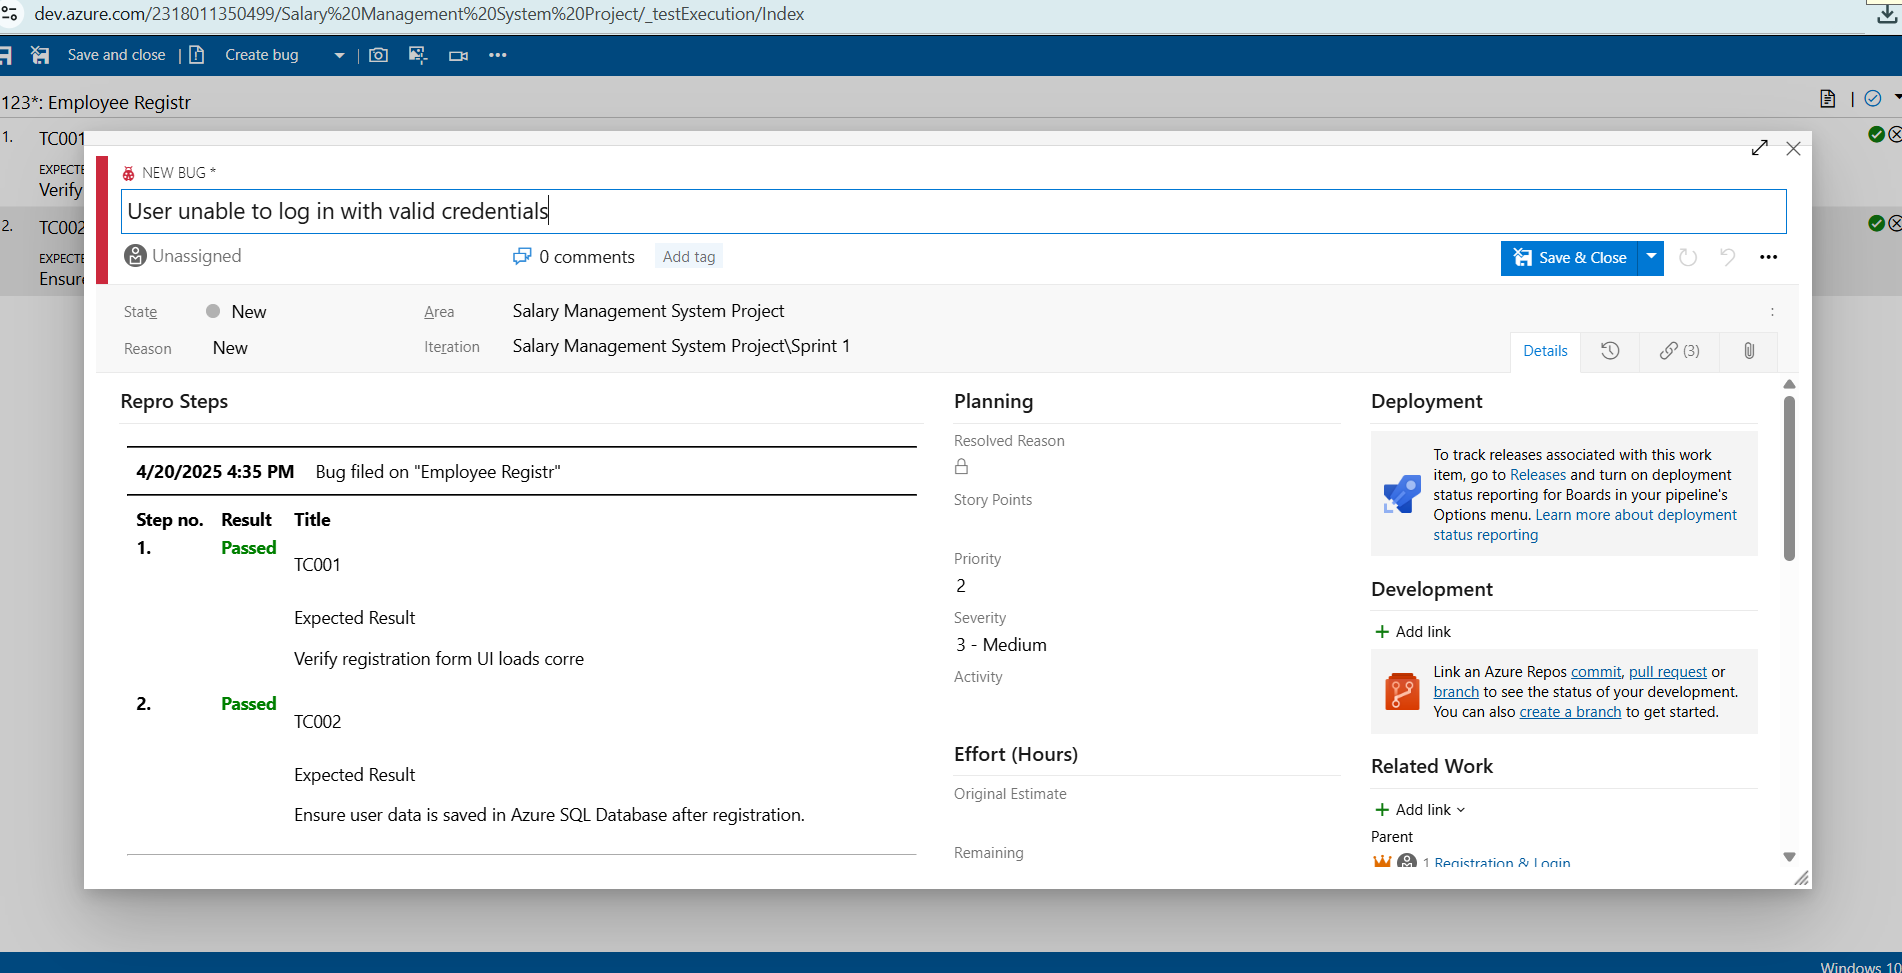 dev.azure.com/2318011350499/Salary%20Management%20System%20Project/_testExecution/Index
Save and close | Create bug | ...
123*: Employee Registr
|
1. TC001
EXPECTE
Verify
2. TC002
EXPECTE
Ensure
NEW BUG *
User unable to log in with valid credentials
Unassigned
0 comments
Add tag
Save & Close
State New
Area Salary Management System Project
Reason New
Iteration Salary Management System Project\Sprint 1
Details
(3)
Repro Steps
4/20/2025 4:35 PM Bug filed on "Employee Registr"
Step no. Result Title
1. Passed
TC001
Expected Result
Verify registration form UI loads corre
2. Passed
TC002
Expected Result
Ensure user data is saved in Azure SQL Database after registration.
Planning
Resolved Reason
Story Points
Priority
2
Severity
3 - Medium
Activity
Effort (Hours)
Original Estimate
Remaining
Deployment
To track releases associated with this work
item, go to Releases and turn on deployment
status reporting for Boards in your pipeline's
Options menu. Learn more about deployment
status reporting
Development
+ Add link
Link an Azure Repos commit, pull request or
branch to see the status of your development.
You can also create a branch to get started.
Related Work
+ Add link
Parent
1 Registration & Login
Windows 10